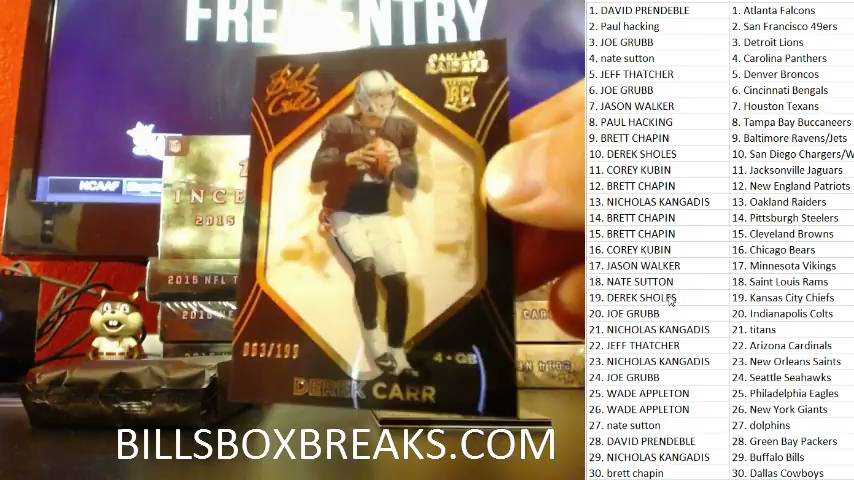 FREE ENTRY
Black
Gold
OAKLAND
RAIDERS
RC
063/199
4 • GB
DEREK CARR
NCAAF
INCE
2015
2015 NFL T
BILLSBOXBREAKS.COM
1. DAVID PRENDEBLE 1. Atlanta Falcons
2. Paul hacking 2. San Francisco 49ers
3. JOE GRUBB 3. Detroit Lions
4. nate sutton 4. Carolina Panthers
5. JEFF THATCHER 5. Denver Broncos
6. JOE GRUBB 6. Cincinnati Bengals
7. JASON WALKER 7. Houston Texans
8. PAUL HACKING 8. Tampa Bay Buccaneers
9. BRETT CHAPIN 9. Baltimore Ravens/Jets
10. DEREK SHOLES 10. San Diego Chargers/W
11. COREY KUBIN 11. Jacksonville Jaguars
12. BRETT CHAPIN 12. New England Patriots
13. NICHOLAS KANGADIS 13. Oakland Raiders
14. BRETT CHAPIN 14. Pittsburgh Steelers
15. BRETT CHAPIN 15. Cleveland Browns
16. COREY KUBIN 16. Chicago Bears
17. JASON WALKER 17. Minnesota Vikings
18. NATE SUTTON 18. Saint Louis Rams
19. DEREK SHOLES 19. Kansas City Chiefs
20. JOE GRUBB 20. Indianapolis Colts
21. NICHOLAS KANGADIS 21. titans
22. JEFF THATCHER 22. Arizona Cardinals
23. NICHOLAS KANGADIS 23. New Orleans Saints
24. JOE GRUBB 24. Seattle Seahawks
25. WADE APPLETON 25. Philadelphia Eagles
26. WADE APPLETON 26. New York Giants
27. nate sutton 27. dolphins
28. DAVID PRENDEBLE 28. Green Bay Packers
29. NICHOLAS KANGADIS 29. Buffalo Bills
30. brett chapin 30. Dallas Cowboys